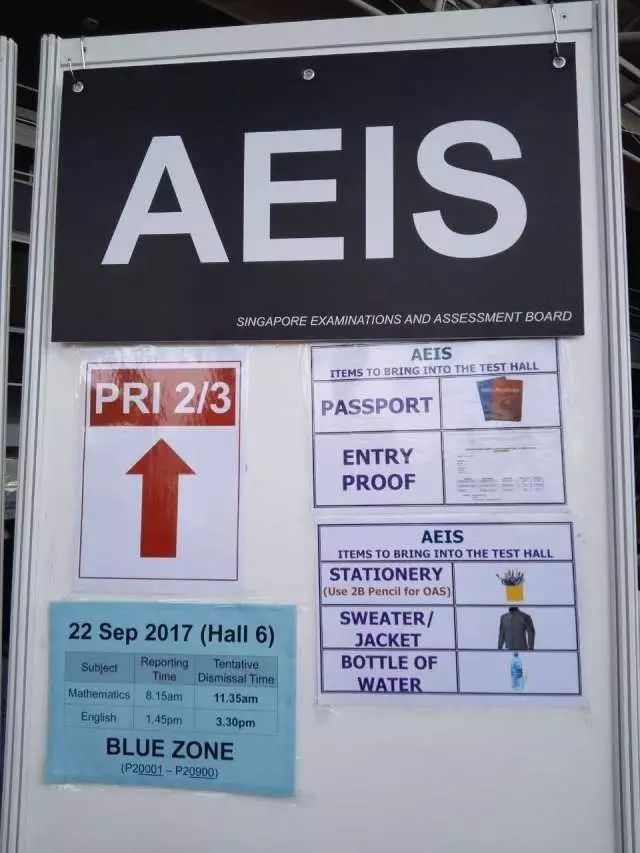 AEIS
SINGAPORE EXAMINATIONS AND ASSESSMENT BOARD
PRI 2/3
AEIS
ITEMS TO BRING INTO THE TEST HALL
PASSPORT
ENTRY
PROOF
AEIS
ITEMS TO BRING INTO THE TEST HALL
STATIONERY
(Use 2B Pencil for OAS)
SWEATER/
JACKET
BOTTLE OF
WATER
22 Sep 2017 (Hall 6)
Subject Reporting Time Tentative Dismissal Time
Mathematics 8.15am 11.35am
English 1.45pm 3.30pm
BLUE ZONE
(P20001 – P20900)